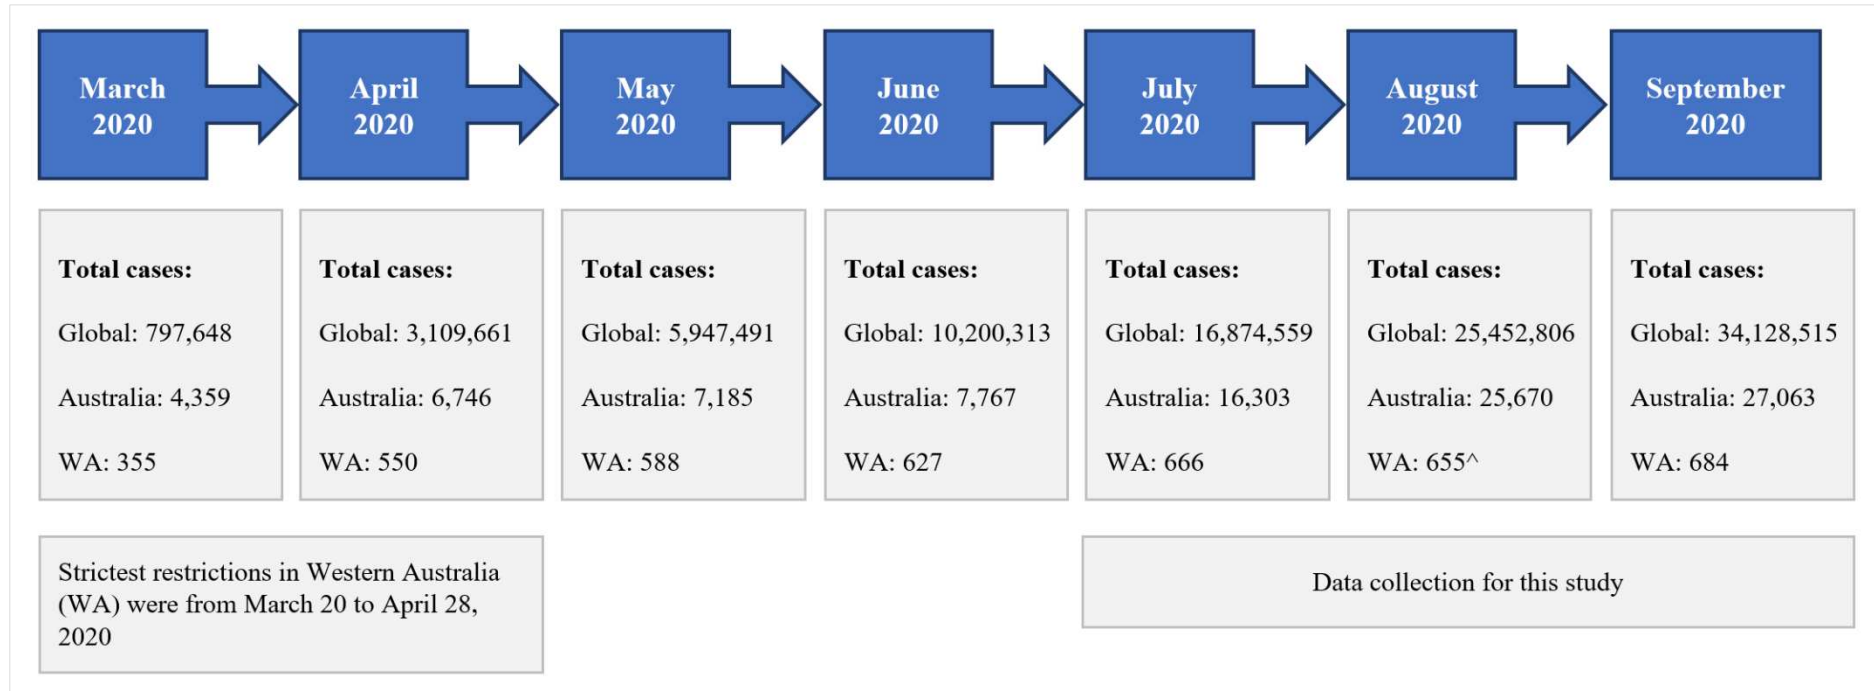 March
2020
April
2020
May
2020
June
2020
July
2020
August
2020
September
2020
Total cases:
Global: 797,648
Australia: 4,359
WA: 355
Total cases:
Global: 3,109,661
Australia: 6,746
WA: 550
Total cases:
Global: 5,947,491
Australia: 7,185
WA: 588
Total cases:
Global: 10,200,313
Australia: 7,767
WA: 627
Total cases:
Global: 16,874,559
Australia: 16,303
WA: 666
Total cases:
Global: 25,452,806
Australia: 25,670
WA: 655^
Total cases:
Global: 34,128,515
Australia: 27,063
WA: 684
Strictest restrictions in Western Australia
(WA) were from March 20 to April 28,
2020
Data collection for this study